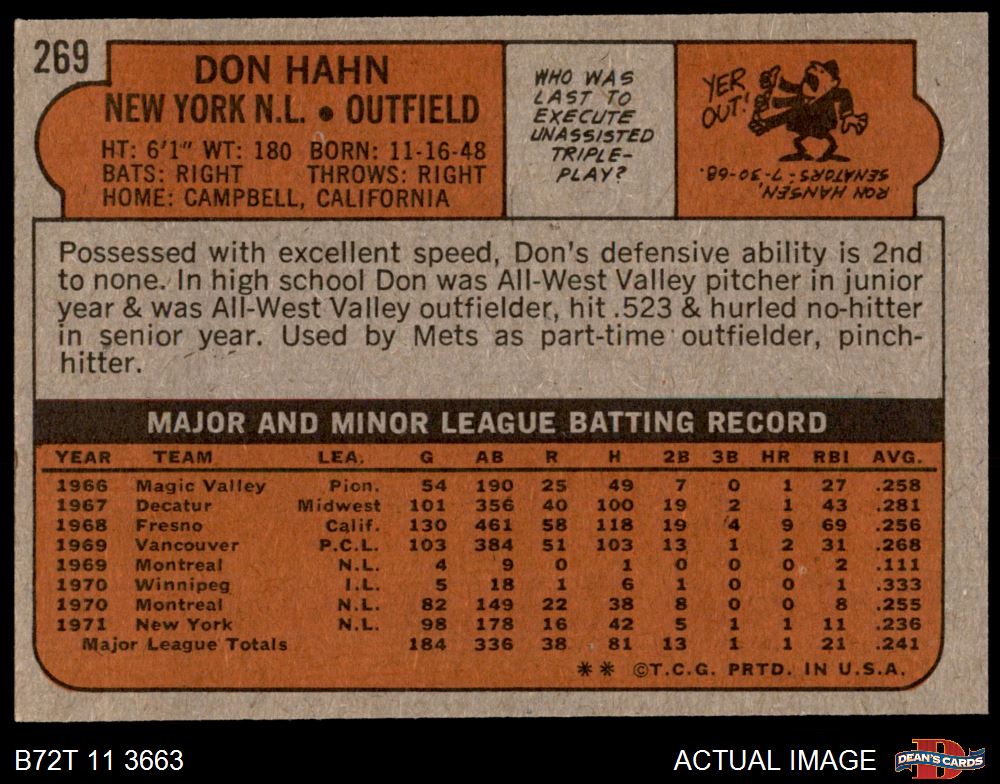 269
DON HAHN
NEW YORK N.L. • OUTFIELD
HT: 6'1" WT: 180 BORN: 11-16-48
BATS: RIGHT THROWS: RIGHT
HOME: CAMPBELL, CALIFORNIA
WHO WAS
LAST TO
EXECUTE
UNASSISTED
TRIPLE-
PLAY?
YER
OUT!
RON HANSEN,
SENATORS - 7-30-68.
Possessed with excellent speed, Don's defensive ability is 2nd
to none. In high school Don was All-West Valley pitcher in junior
year & was All-West Valley outfielder, hit .523 & hurled no-hitter
in senior year. Used by Mets as part-time outfielder, pinch-
hitter.
MAJOR AND MINOR LEAGUE BATTING RECORD
YEAR TEAM LEA. G AB R H 2B 3B HR RBI AVG.
1966 Magic Valley Pion. 54 190 25 49 7 0 1 27 .258
1967 Decatur Midwest 101 356 40 100 19 2 1 43 .281
1968 Fresno Calif. 130 461 58 118 19 4 9 69 .256
1969 Vancouver P.C.L. 103 384 51 103 13 1 2 31 .268
1969 Montreal N.L. 4 9 0 1 0 0 0 2 .111
1970 Winnipeg I.L. 5 18 1 6 1 0 0 1 .333
1970 Montreal N.L. 82 149 22 38 8 0 0 8 .255
1971 New York N.L. 98 178 16 42 5 1 1 11 .236
Major League Totals 184 336 38 81 13 1 1 21 .241
** ©T.C.G. PRTD. IN U.S.A.
B72T 11 3663
ACTUAL IMAGE
D
DEAN'S CARDS